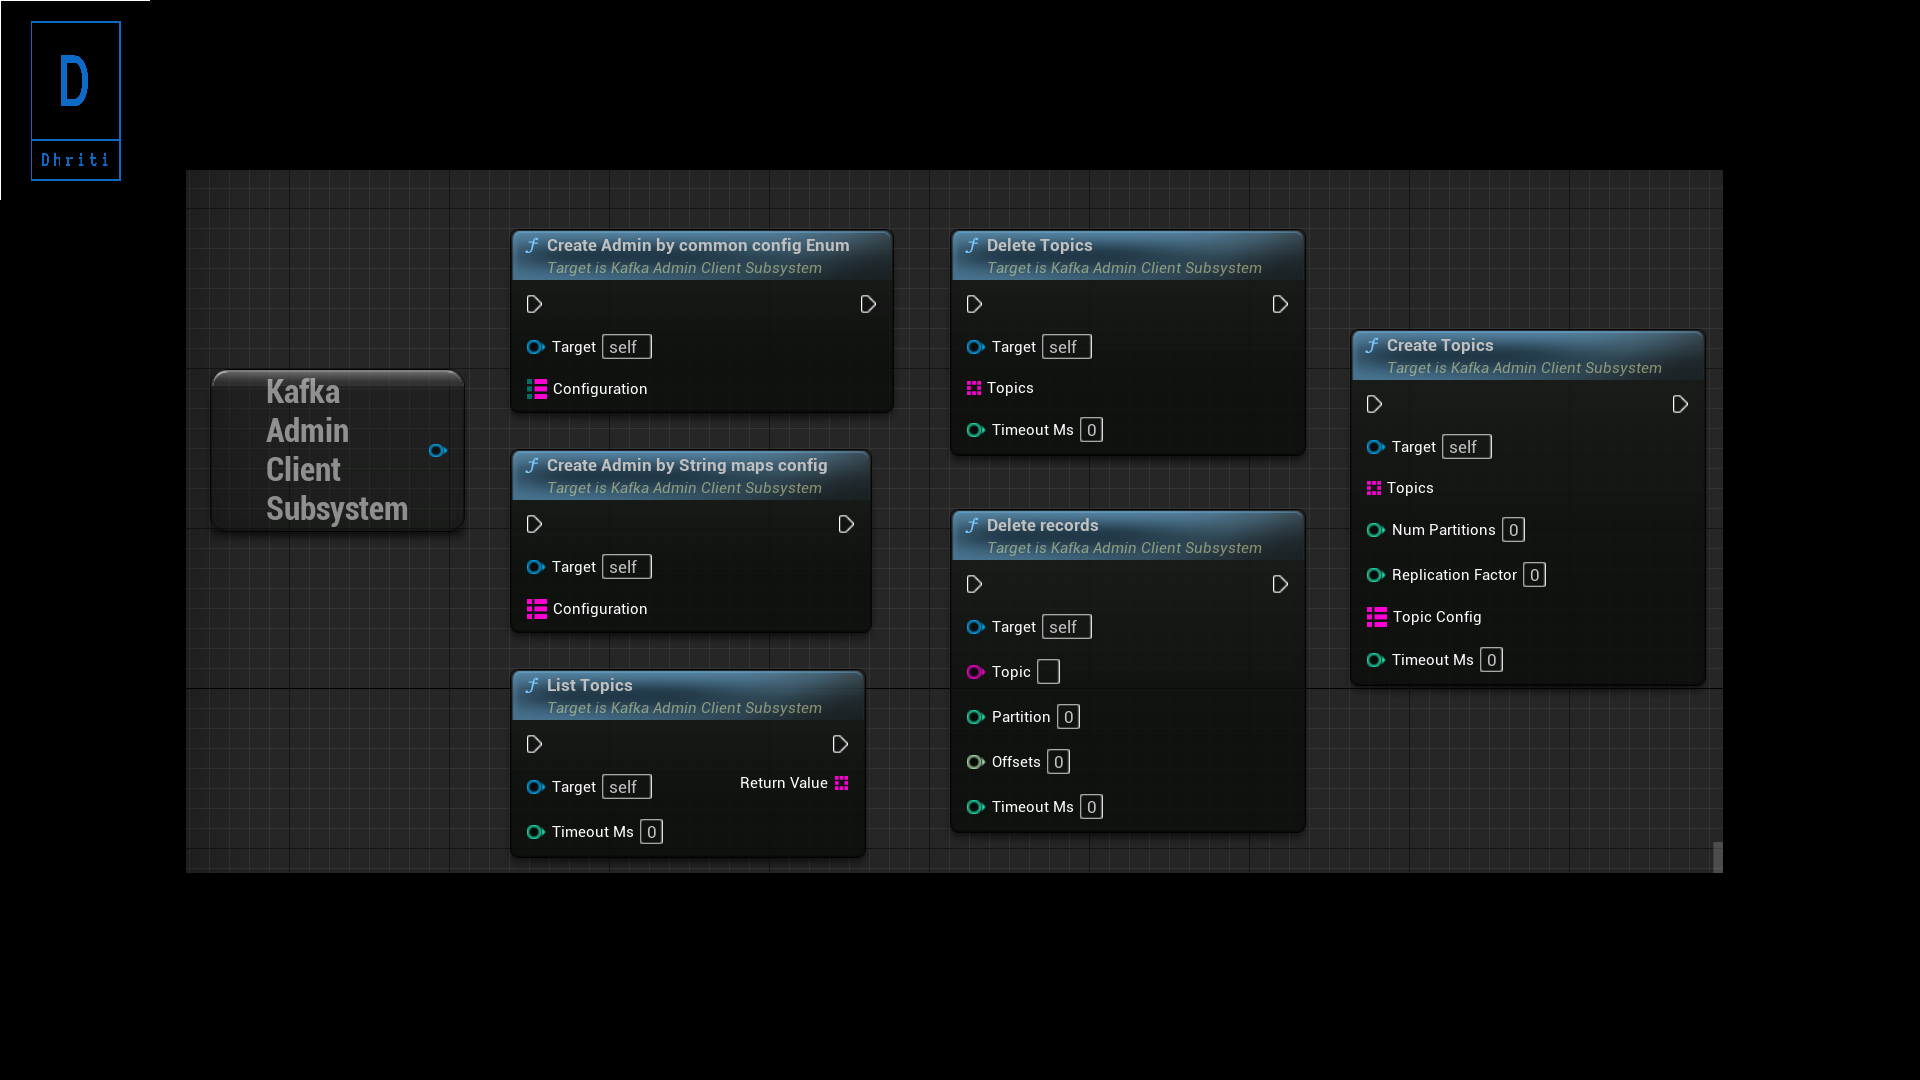 D
Dhriti
Kafka
Admin
Client
Subsystem
f Create Admin by common config Enum
Target is Kafka Admin Client Subsystem
Target self
Configuration
f Create Admin by String maps config
Target is Kafka Admin Client Subsystem
Target self
Configuration
f List Topics
Target is Kafka Admin Client Subsystem
Target self
Return Value
Timeout Ms 0
f Delete Topics
Target is Kafka Admin Client Subsystem
Target self
Topics
Timeout Ms 0
f Delete records
Target is Kafka Admin Client Subsystem
Target self
Topic
Partition 0
Offsets 0
Timeout Ms 0
f Create Topics
Target is Kafka Admin Client Subsystem
Target self
Topics
Num Partitions 0
Replication Factor 0
Topic Config
Timeout Ms 0